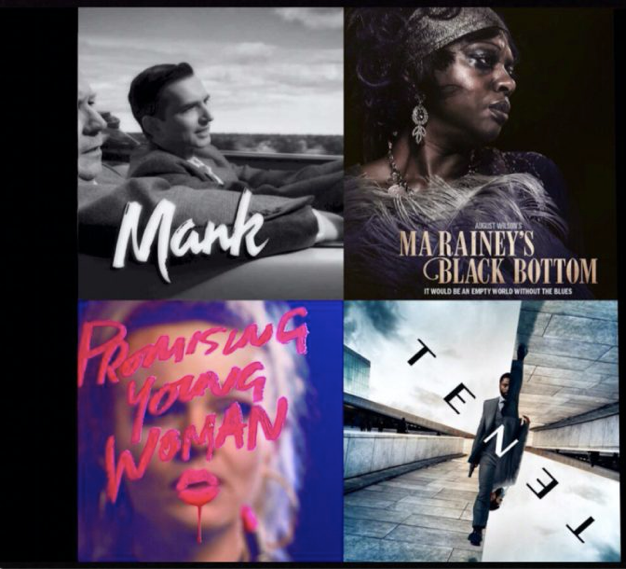 Mank
AUGUST WILSON'S
MA RAINEY'S
BLACK BOTTOM
IT WOULD BE AN EMPTY WORLD WITHOUT THE BLUES
PROMISING
YOUNG
WOMAN
TENET